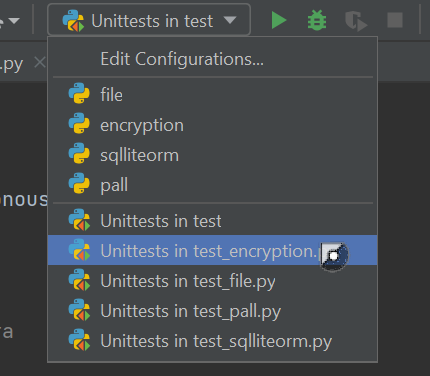 Unittests in test
.py
Edit Configurations...
file
encryption
sqlliteorm
pall
onous
Unittests in test
Unittests in test_encryption.
Unittests in test_file.py
Unittests in test_pall.py
ra
Unittests in test_sqlliteorm.py